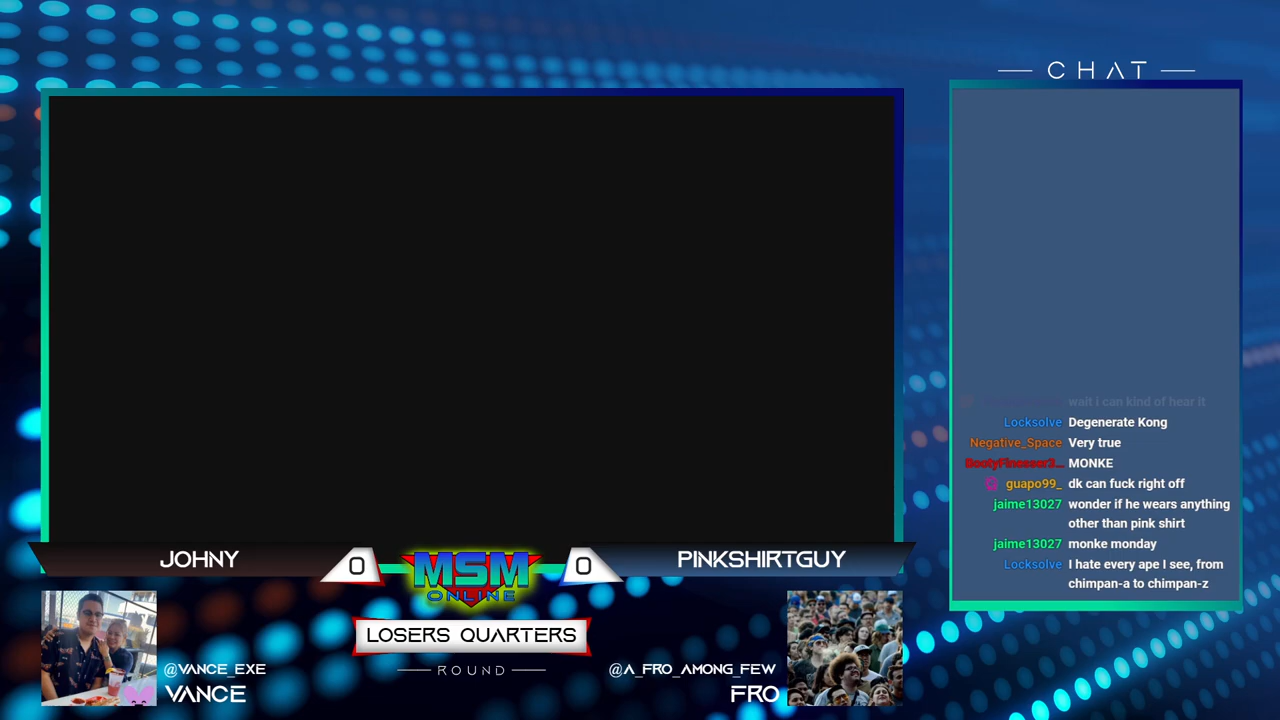 CHAT
wait i can kind of hear it
Locksolve Degenerate Kong
Negative_Space Very true
MONKE
guapo99_ dk can fuck right off
jaime13027 wonder if he wears anything
other than pink shirt
jaime13027 monke monday
Locksolve I hate every ape I see, from
chimpan-a to chimpan-z
JOHNY 0 MSM 0 PINKSHIRTGUY
ONLINE
LOSERS QUARTERS
ROUND
@VANCE_EXE
VANCE
@A_FRO_AMONG_FEW
FRO